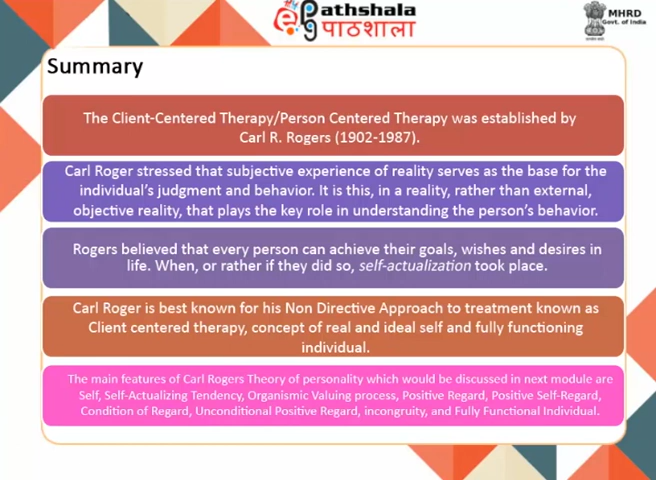 Pathshala
पाठशाला
MHRD
Govt. of India
Summary
The Client-Centered Therapy/Person Centered Therapy was established by
Carl R. Rogers (1902-1987).
Carl Roger stressed that subjective experience of reality serves as the base for the
individual's judgment and behavior. It is this, in a reality, rather than external,
objective reality, that plays the key role in understanding the person's behavior.
Rogers believed that every person can achieve their goals, wishes and desires in
life. When, or rather if they did so, self-actualization took place.
Carl Roger is best known for his Non Directive Approach to treatment known as
Client centered therapy, concept of real and ideal self and fully functioning
individual.
The main features of Carl Rogers Theory of personality which would be discussed in next module are
Self, Self-Actualizing Tendency, Organismic Valuing process, Positive Regard, Positive Self-Regard,
Condition of Regard, Unconditional Positive Regard, incongruity, and Fully Functional Individual.